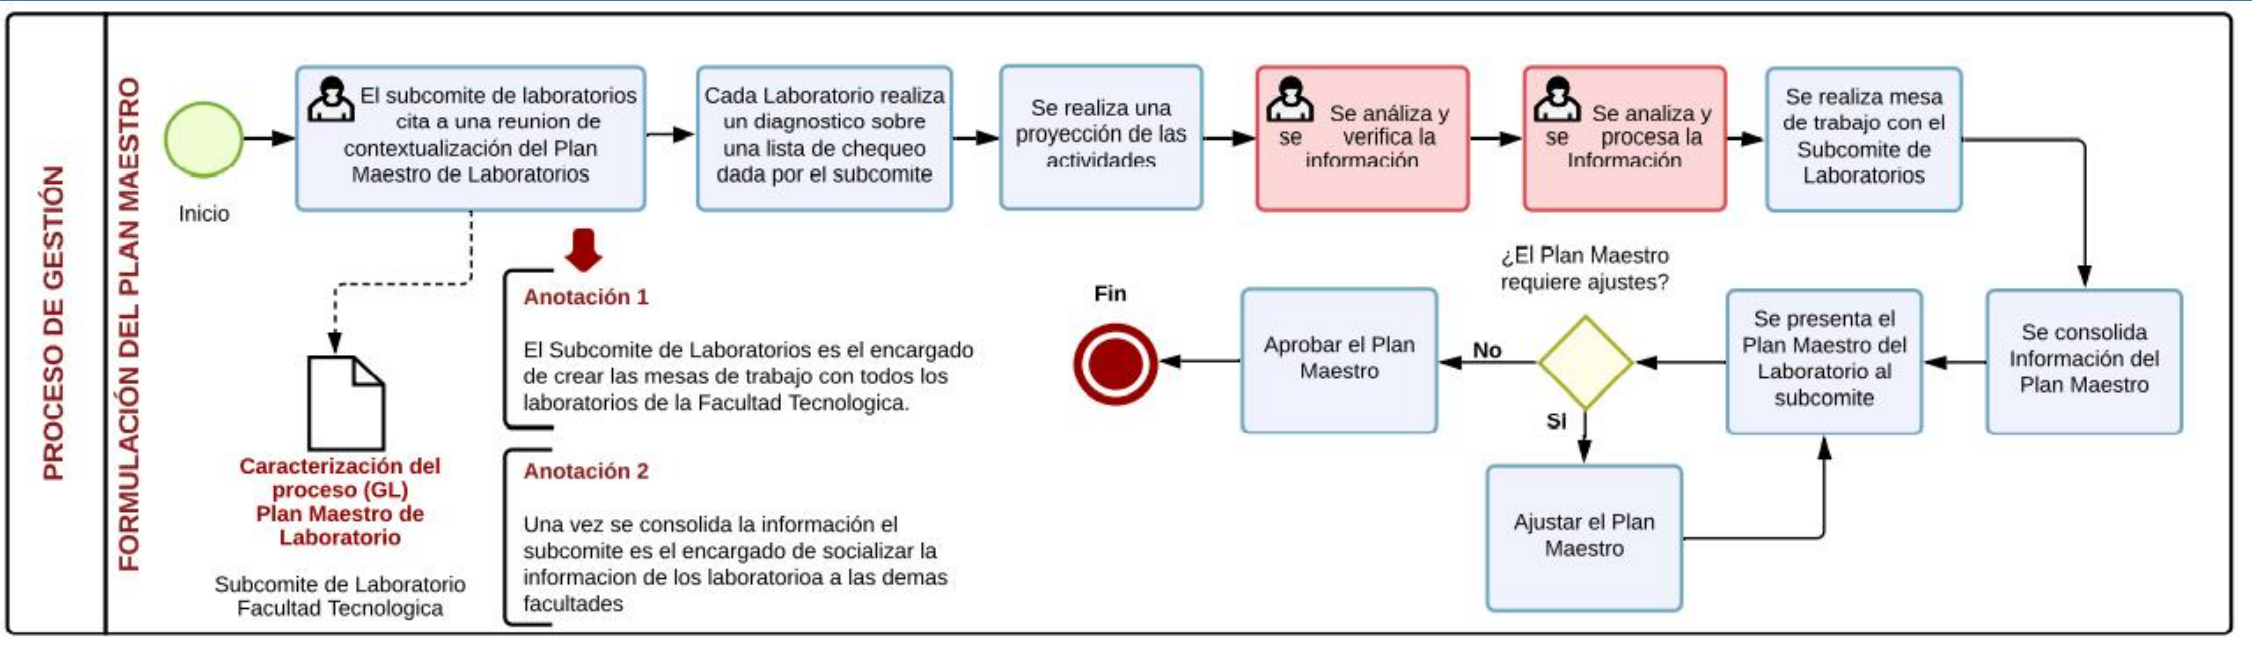 PROCESO DE GESTIÓN
FORMULACIÓN DEL PLAN MAESTRO
Inicio
El subcomite de laboratorios
cita a una reunion de
contextualización del Plan
Maestro de Laboratorios
Cada Laboratorio realiza
un diagnostico sobre
una lista de chequeo
dada por el subcomite
Se realiza una
proyección de las
actividades
Se análiza y
se verifica la
información
Se analiza y
se procesa la
Información
Se realiza mesa
de trabajo con el
Subcomite de
Laboratorios
Se consolida
Información del
Plan Maestro
Se presenta el
Plan Maestro del
Laboratorio al
subcomite
¿El Plan Maestro
requiere ajustes?
No
Si
Ajustar el Plan
Maestro
Aprobar el Plan
Maestro
Fin
Caracterización del
proceso (GL)
Plan Maestro de
Laboratorio
Subcomite de Laboratorio
Facultad Tecnologica
Anotación 1
El Subcomite de Laboratorios es el encargado
de crear las mesas de trabajo con todos los
laboratorios de la Facultad Tecnologica.
Anotación 2
Una vez se consolida la información el
subcomite es el encargado de socializar la
informacion de los laboratorioa a las demas
facultades